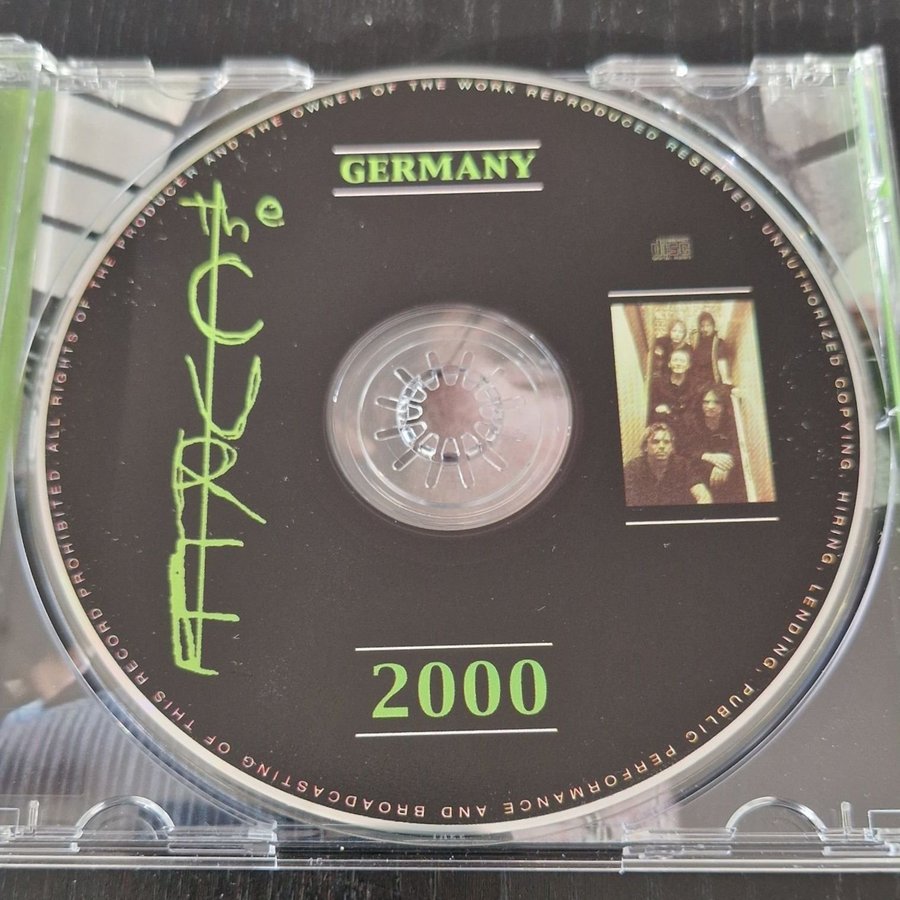 GERMANY
the
CURE
2000
ALL RIGHTS OF THE PRODUCER AND THE OWNER OF THE WORK REPRODUCED RESERVED. UNAUTHORIZED COPYING, HIRING, LENDING, PUBLIC PERFORMANCE AND BROADCASTING OF THIS RECORD PROHIBITED.